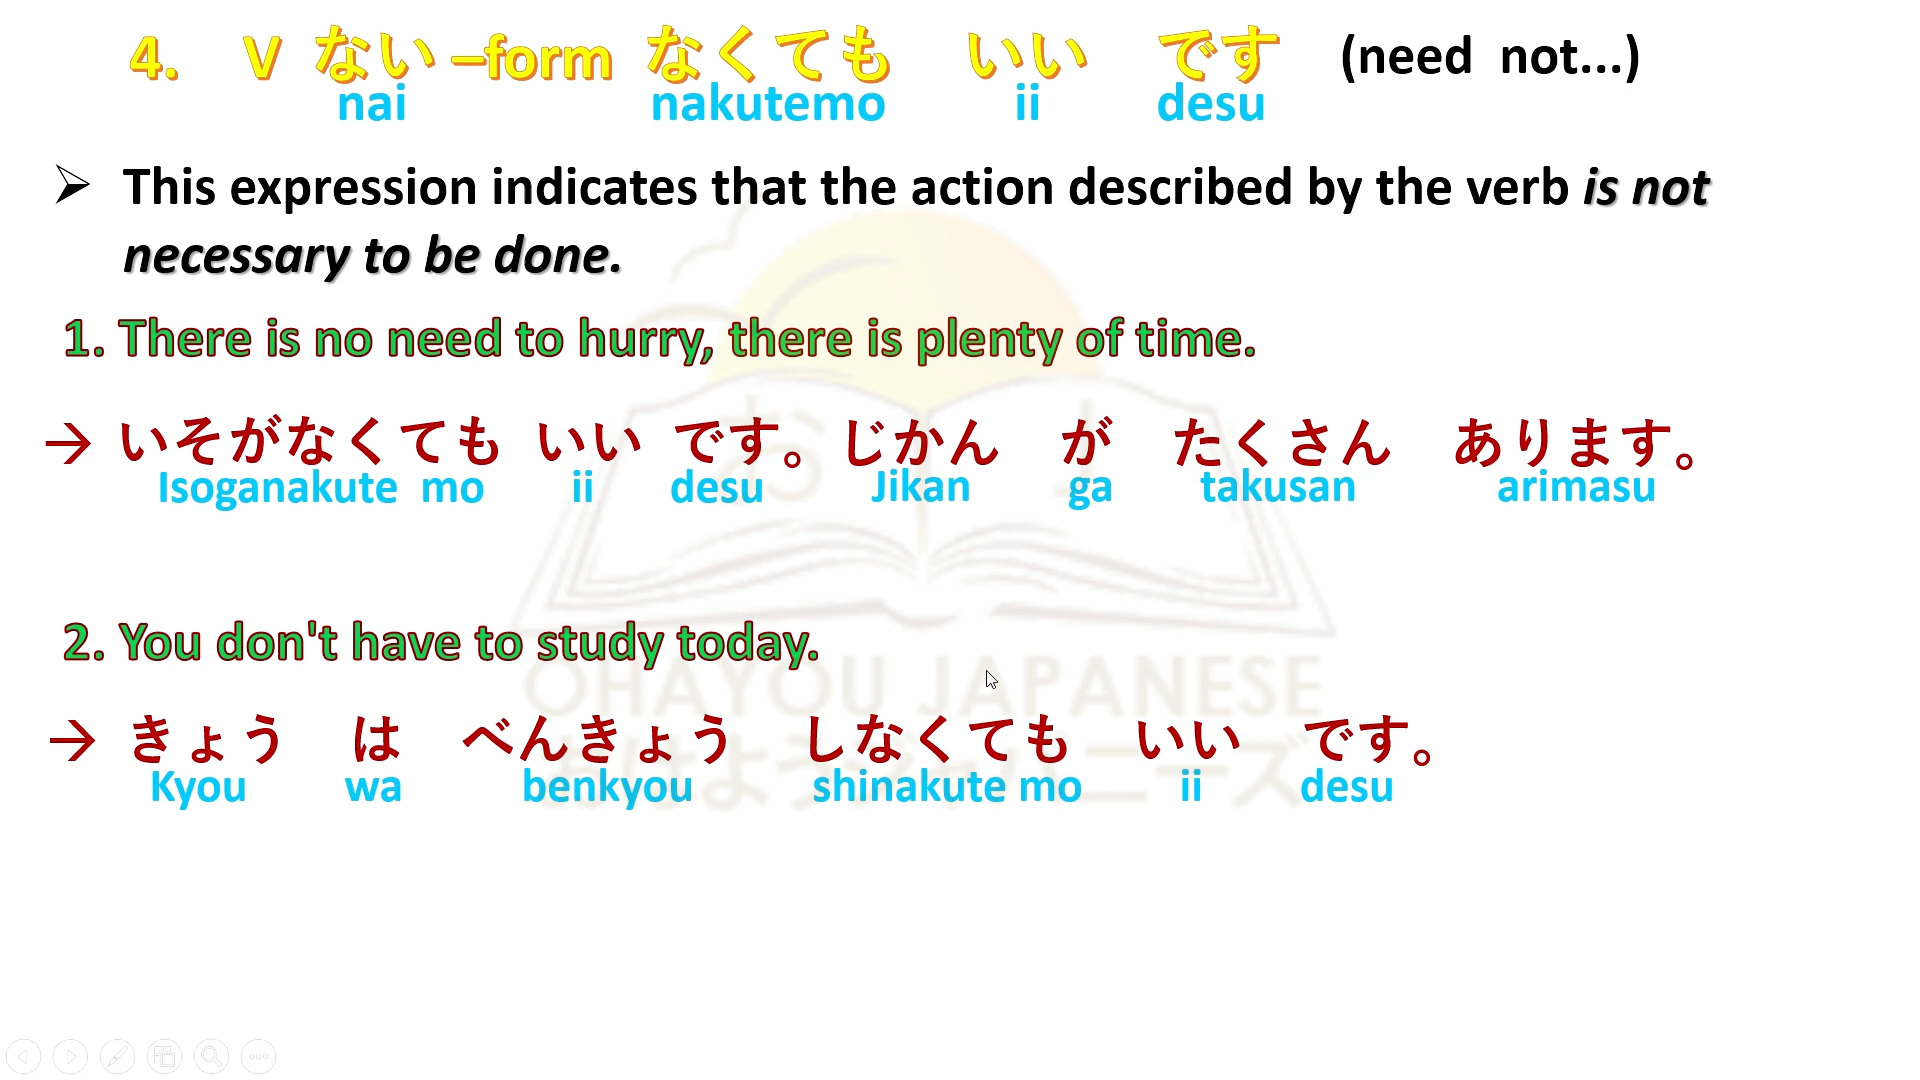 4. V ない –form なくても いい です (need not...)
nai nakutemo ii desu
➢ This expression indicates that the action described by the verb is not
necessary to be done.
1. There is no need to hurry, there is plenty of time.
→ いそがなくても いい です。じかん が たくさん あります。
Isoganakute mo ii desu Jikan ga takusan arimasu
2. You don't have to study today.
OHAYOU JAPANESE
→ きょう は べんきょう しなくても いい です。
Kyou wa benkyou shinakute mo ii desu